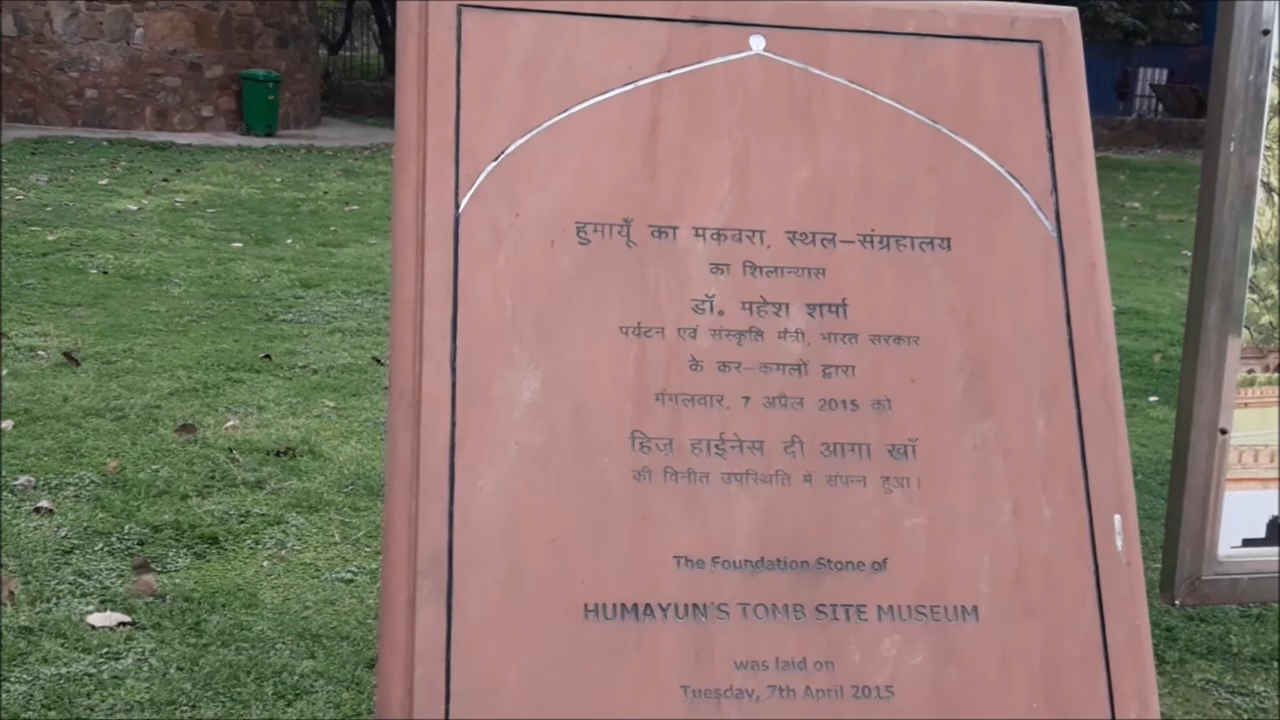 हुमायूँ का मकबरा, स्थल-संग्रहालय
का शिलान्यास
डॉ. महेश शर्मा
पर्यटन एवं संस्कृति मंत्री, भारत सरकार
के कर-कमलों द्वारा
मंगलवार, 7 अप्रैल 2015 को
हिज़ हाईनेस दी आगा खाँ
की विनीत उपस्थिति में संपन्न हुआ।
The Foundation Stone of
HUMAYUN'S TOMB SITE MUSEUM
was laid on
Tuesday, 7th April 2015